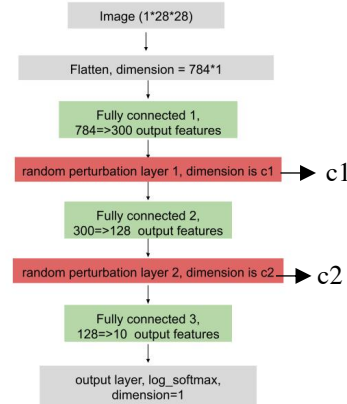 Image (1*28*28)
Flatten, dimension = 784*1
Fully connected 1,
784=>300 output features
random perturbation layer 1, dimension is c1
c1
Fully connected 2,
300=>128 output features
random perturbation layer 2, dimension is c2
c2
Fully connected 3,
128=>10 output features
output layer, log_softmax,
dimension=1